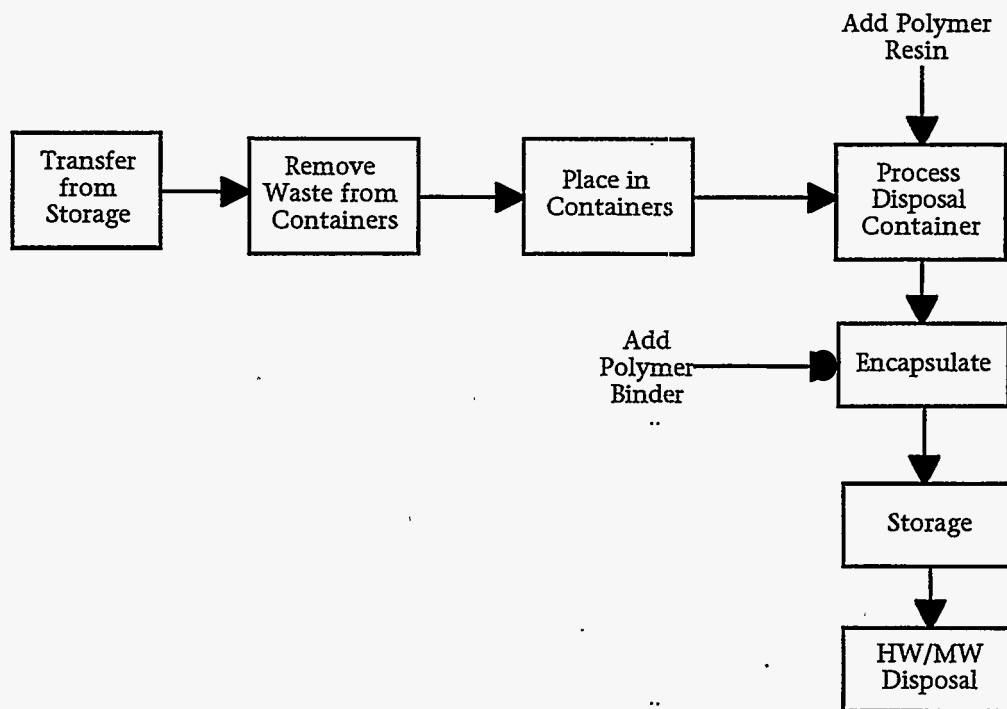 Add Polymer
Resin
Transfer
from
Storage
Remove
Waste from
Containers
Place in
Containers
Process
Disposal
Container
Add
Polymer
Binder
Encapsulate
Storage
HW/MW
Disposal